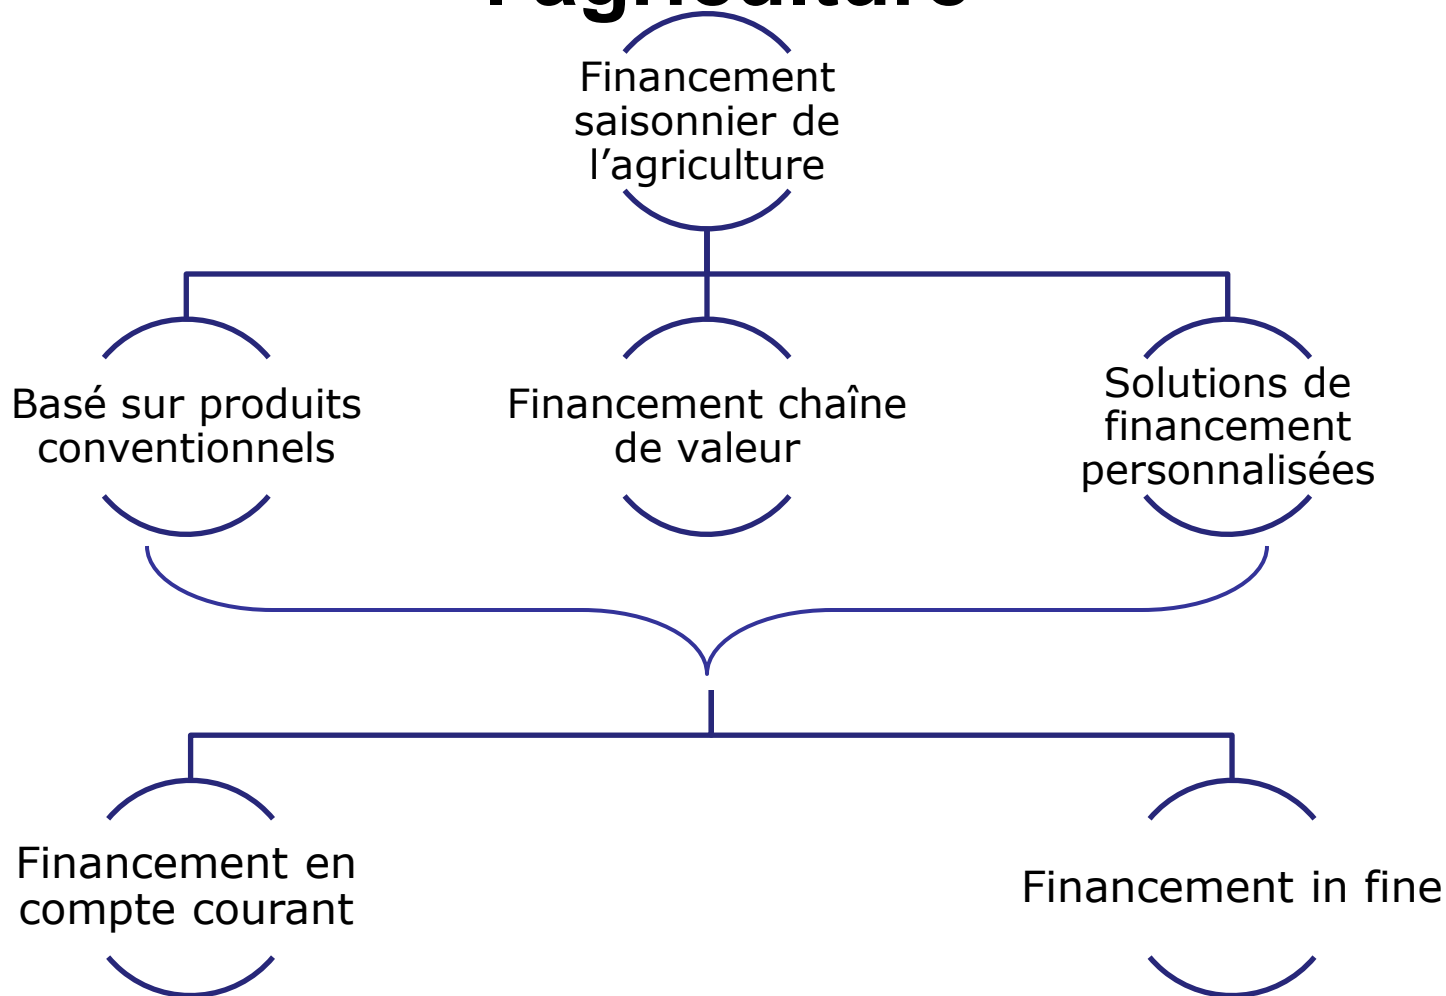 l'agriculture
Financement
saisonnier de
l’agriculture
Basé sur produits
conventionnels
Financement chaîne
de valeur
Solutions de
financement
personnalisées
Financement en
compte courant
Financement in fine